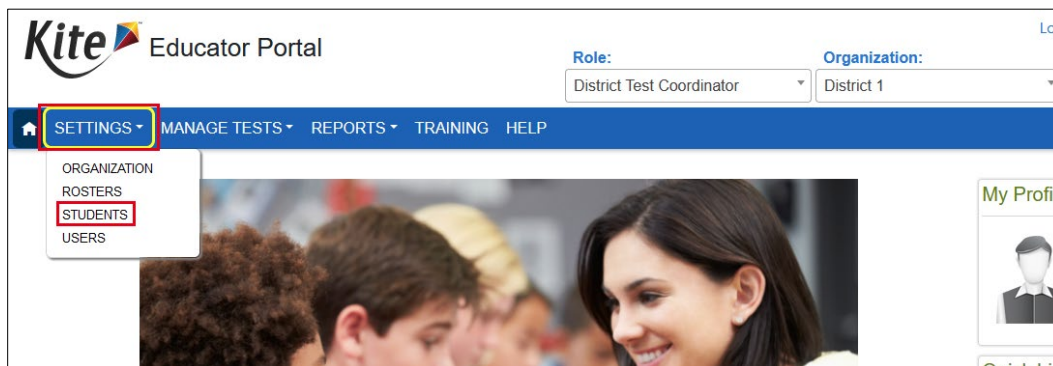 Kite Educator Portal
Role:
Organization:
District Test Coordinator
District 1
SETTINGS MANAGE TESTS REPORTS TRAINING HELP
ORGANIZATION
ROSTERS
STUDENTS
USERS
My